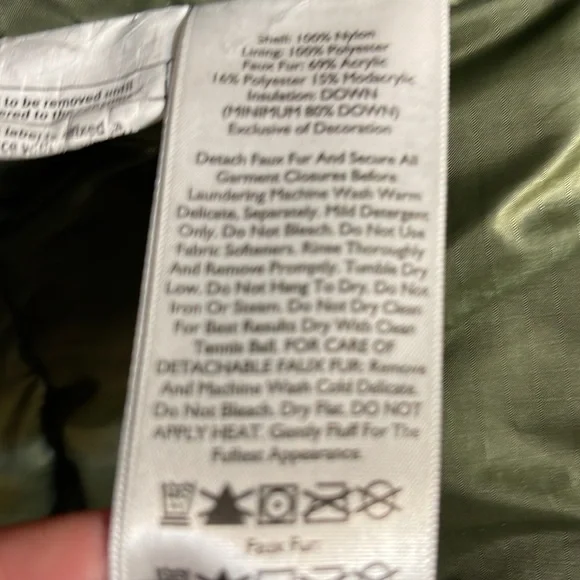 to be removed until
Shell: 100% Nylon
Lining: 100% Polyester
Faux Fur: 69% Acrylic
16% Polyester 15% Modacrylic
Insulation: DOWN
(MINIMUM 80% DOWN)
Exclusive of Decoration
Detach Faux Fur And Secure All
Garment Closures Before
Laundering Machine Wash Warm
Delicate, Separately. Mild Detergent
Only. Do Not Bleach. Do Not Use
Fabric Softeners. Rinse Thoroughly
And Remove Promptly. Tumble Dry
Low. Do Not Hang To Dry. Do Not
Iron Or Steam. Do Not Dry Clean
For Best Results Dry With Clean
Tennis Ball. FOR CARE OF
DETACHABLE FAUX FUR: Remove
And Machine Wash Cold Delicate.
Do Not Bleach. Dry Flat. DO NOT
APPLY HEAT. Gently Fluff For The
Fullest Appearance.
Faux Fur: